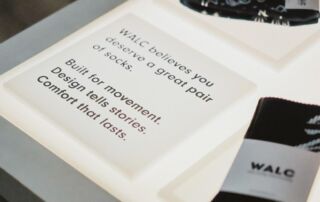 WALC believes you
deserve a great pair
of socks.
Built for movement.
Design tells stories.
Comfort that lasts.
WALC